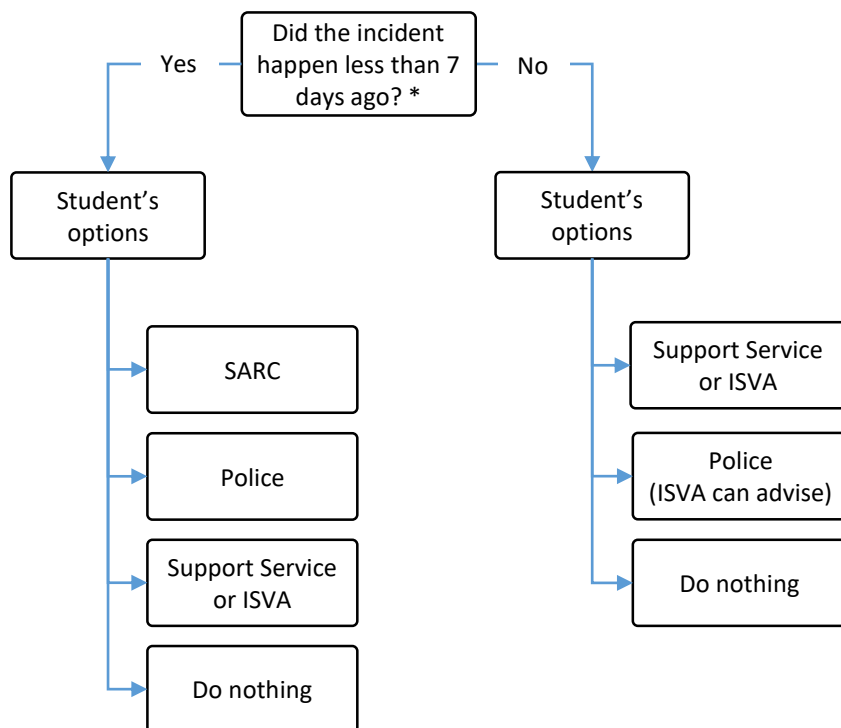 Did the incident
happen less than 7
days ago? *
Yes
No
Student’s
options
SARC
Police
Support Service
or ISVA
Do nothing
Student’s
options
Support Service
or ISVA
Police
(ISVA can advise)
Do nothing